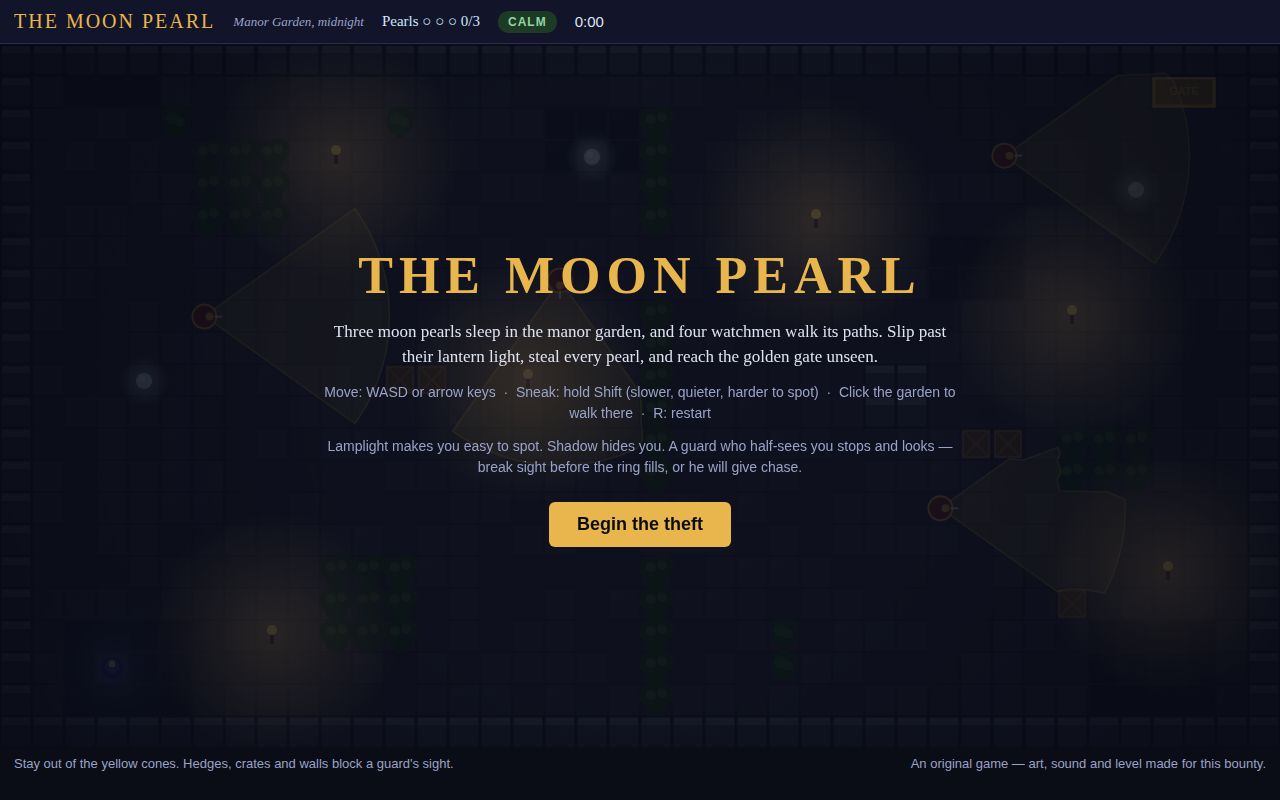 THE MOON PEARL Manor Garden, midnight Pearls ○ ○ ○ 0/3 CALM 0:00
GATE
THE MOON PEARL
Three moon pearls sleep in the manor garden, and four watchmen walk its paths. Slip past
their lantern light, steal every pearl, and reach the golden gate unseen.
Move: WASD or arrow keys · Sneak: hold Shift (slower, quieter, harder to spot) · Click the garden to
walk there · R: restart
Lamplight makes you easy to spot. Shadow hides you. A guard who half-sees you stops and looks —
break sight before the ring fills, or he will give chase.
Begin the theft
Stay out of the yellow cones. Hedges, crates and walls block a guard's sight. An original game — art, sound and level made for this bounty.